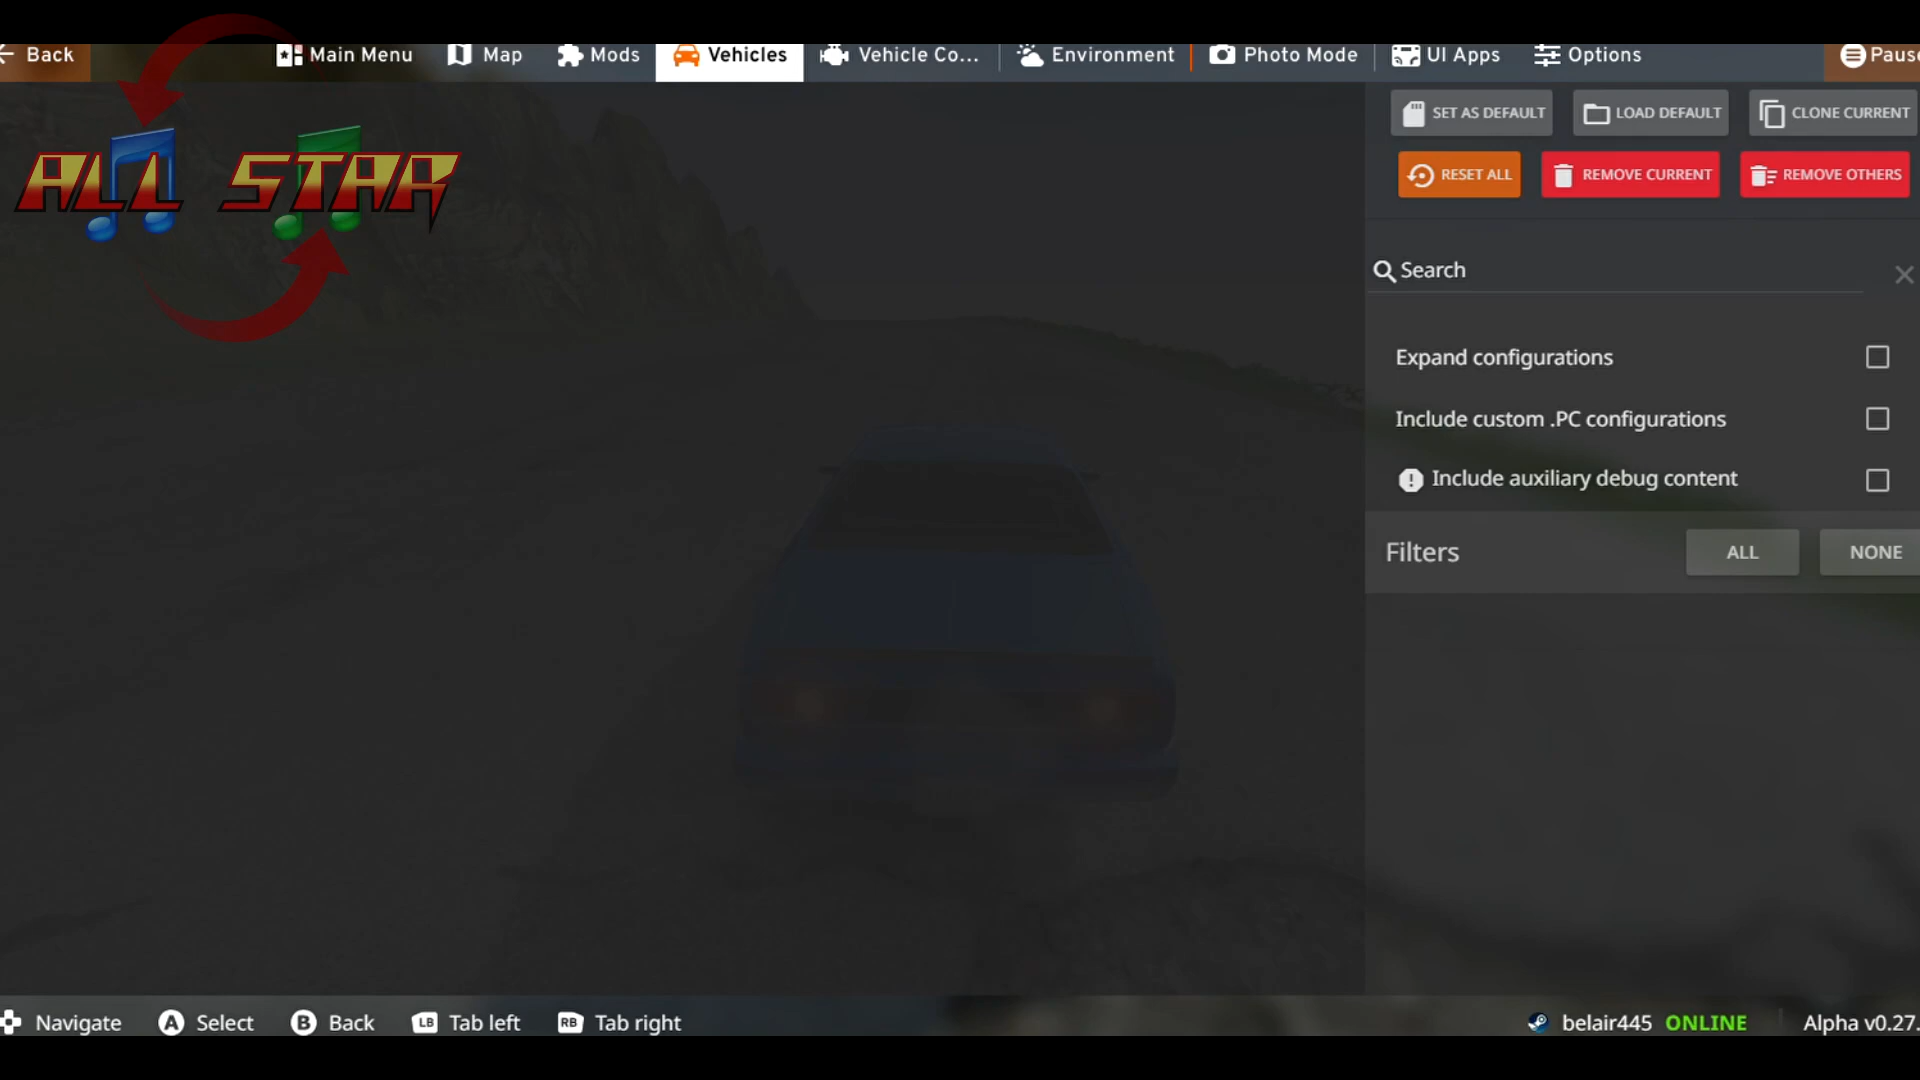 Back
Main Menu
Map
Mods
Vehicles
Vehicle Co...
Environment
Photo Mode
UI Apps
Options
Paus
ALL STAR
SET AS DEFAULT
LOAD DEFAULT
CLONE CURRENT
RESET ALL
REMOVE CURRENT
REMOVE OTHERS
Search
Expand configurations
Include custom .PC configurations
Include auxiliary debug content
Filters
ALL
NONE
Navigate
A Select
B Back
LB Tab left
RB Tab right
belair445 ONLINE
Alpha v0.27.